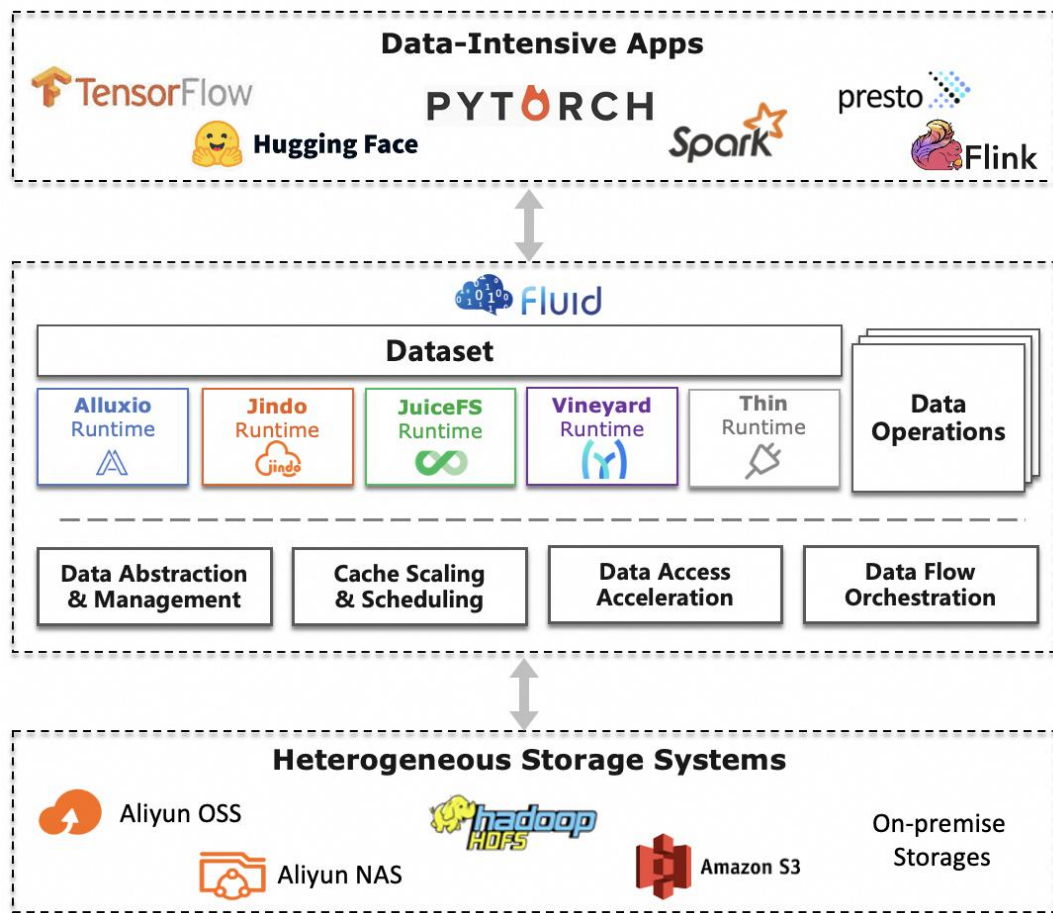 Data-Intensive Apps
TensorFlow
PYTORCH
presto
Hugging Face
Spark
Flink
Fluid
Dataset
Alluxio
Runtime
Jindo
Runtime
jindo
JuiceFS
Runtime
Vineyard
Runtime
Thin
Runtime
Data
Operations
Data Abstraction
& Management
Cache Scaling
& Scheduling
Data Access
Acceleration
Data Flow
Orchestration
Heterogeneous Storage Systems
Aliyun OSS
hadoop
HDFS
On-premise
Storages
Aliyun NAS
Amazon S3